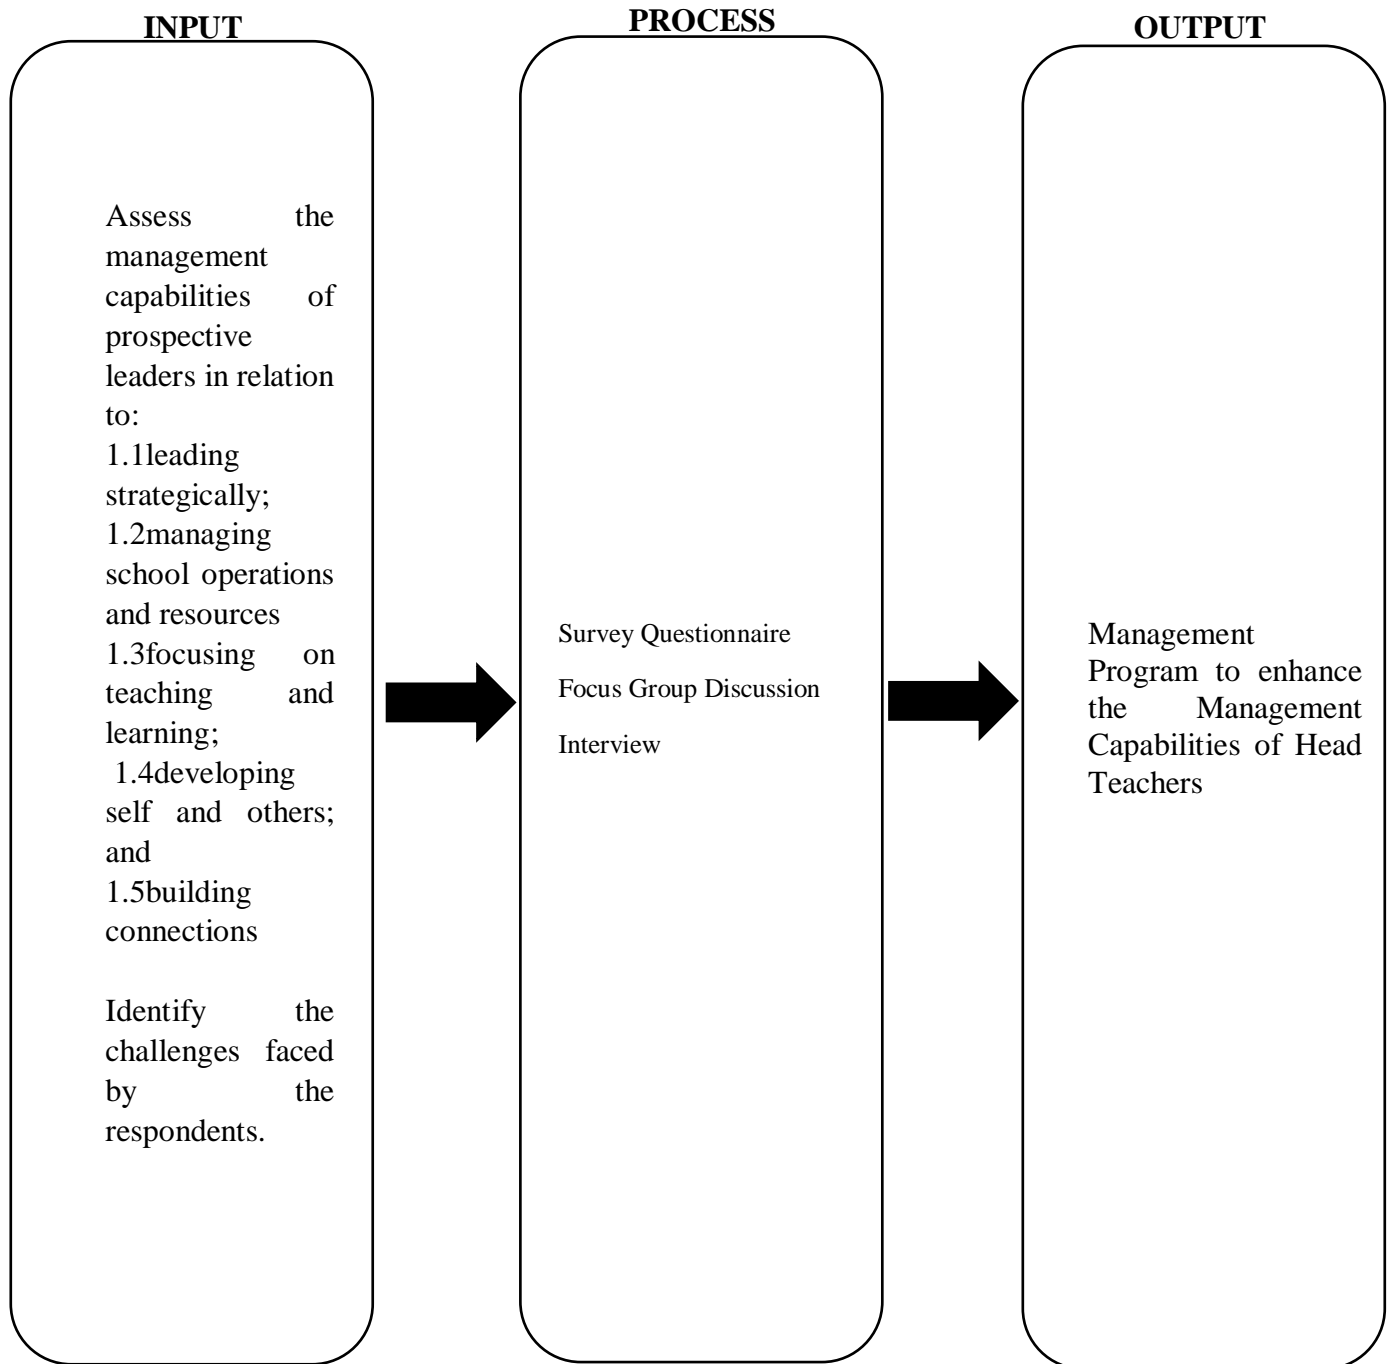 INPUT
Assess the
management
capabilities of
prospective
leaders in relation
to:
1.1leading
strategically;
1.2managing
school operations
and resources
1.3focusing on
teaching and
learning;
1.4developing
self and others;
and
1.5building
connections
Identify the
challenges faced
by the
respondents.
PROCESS
Survey Questionnaire
Focus Group Discussion
Interview
OUTPUT
Management
Program to enhance
the Management
Capabilities of Head
Teachers